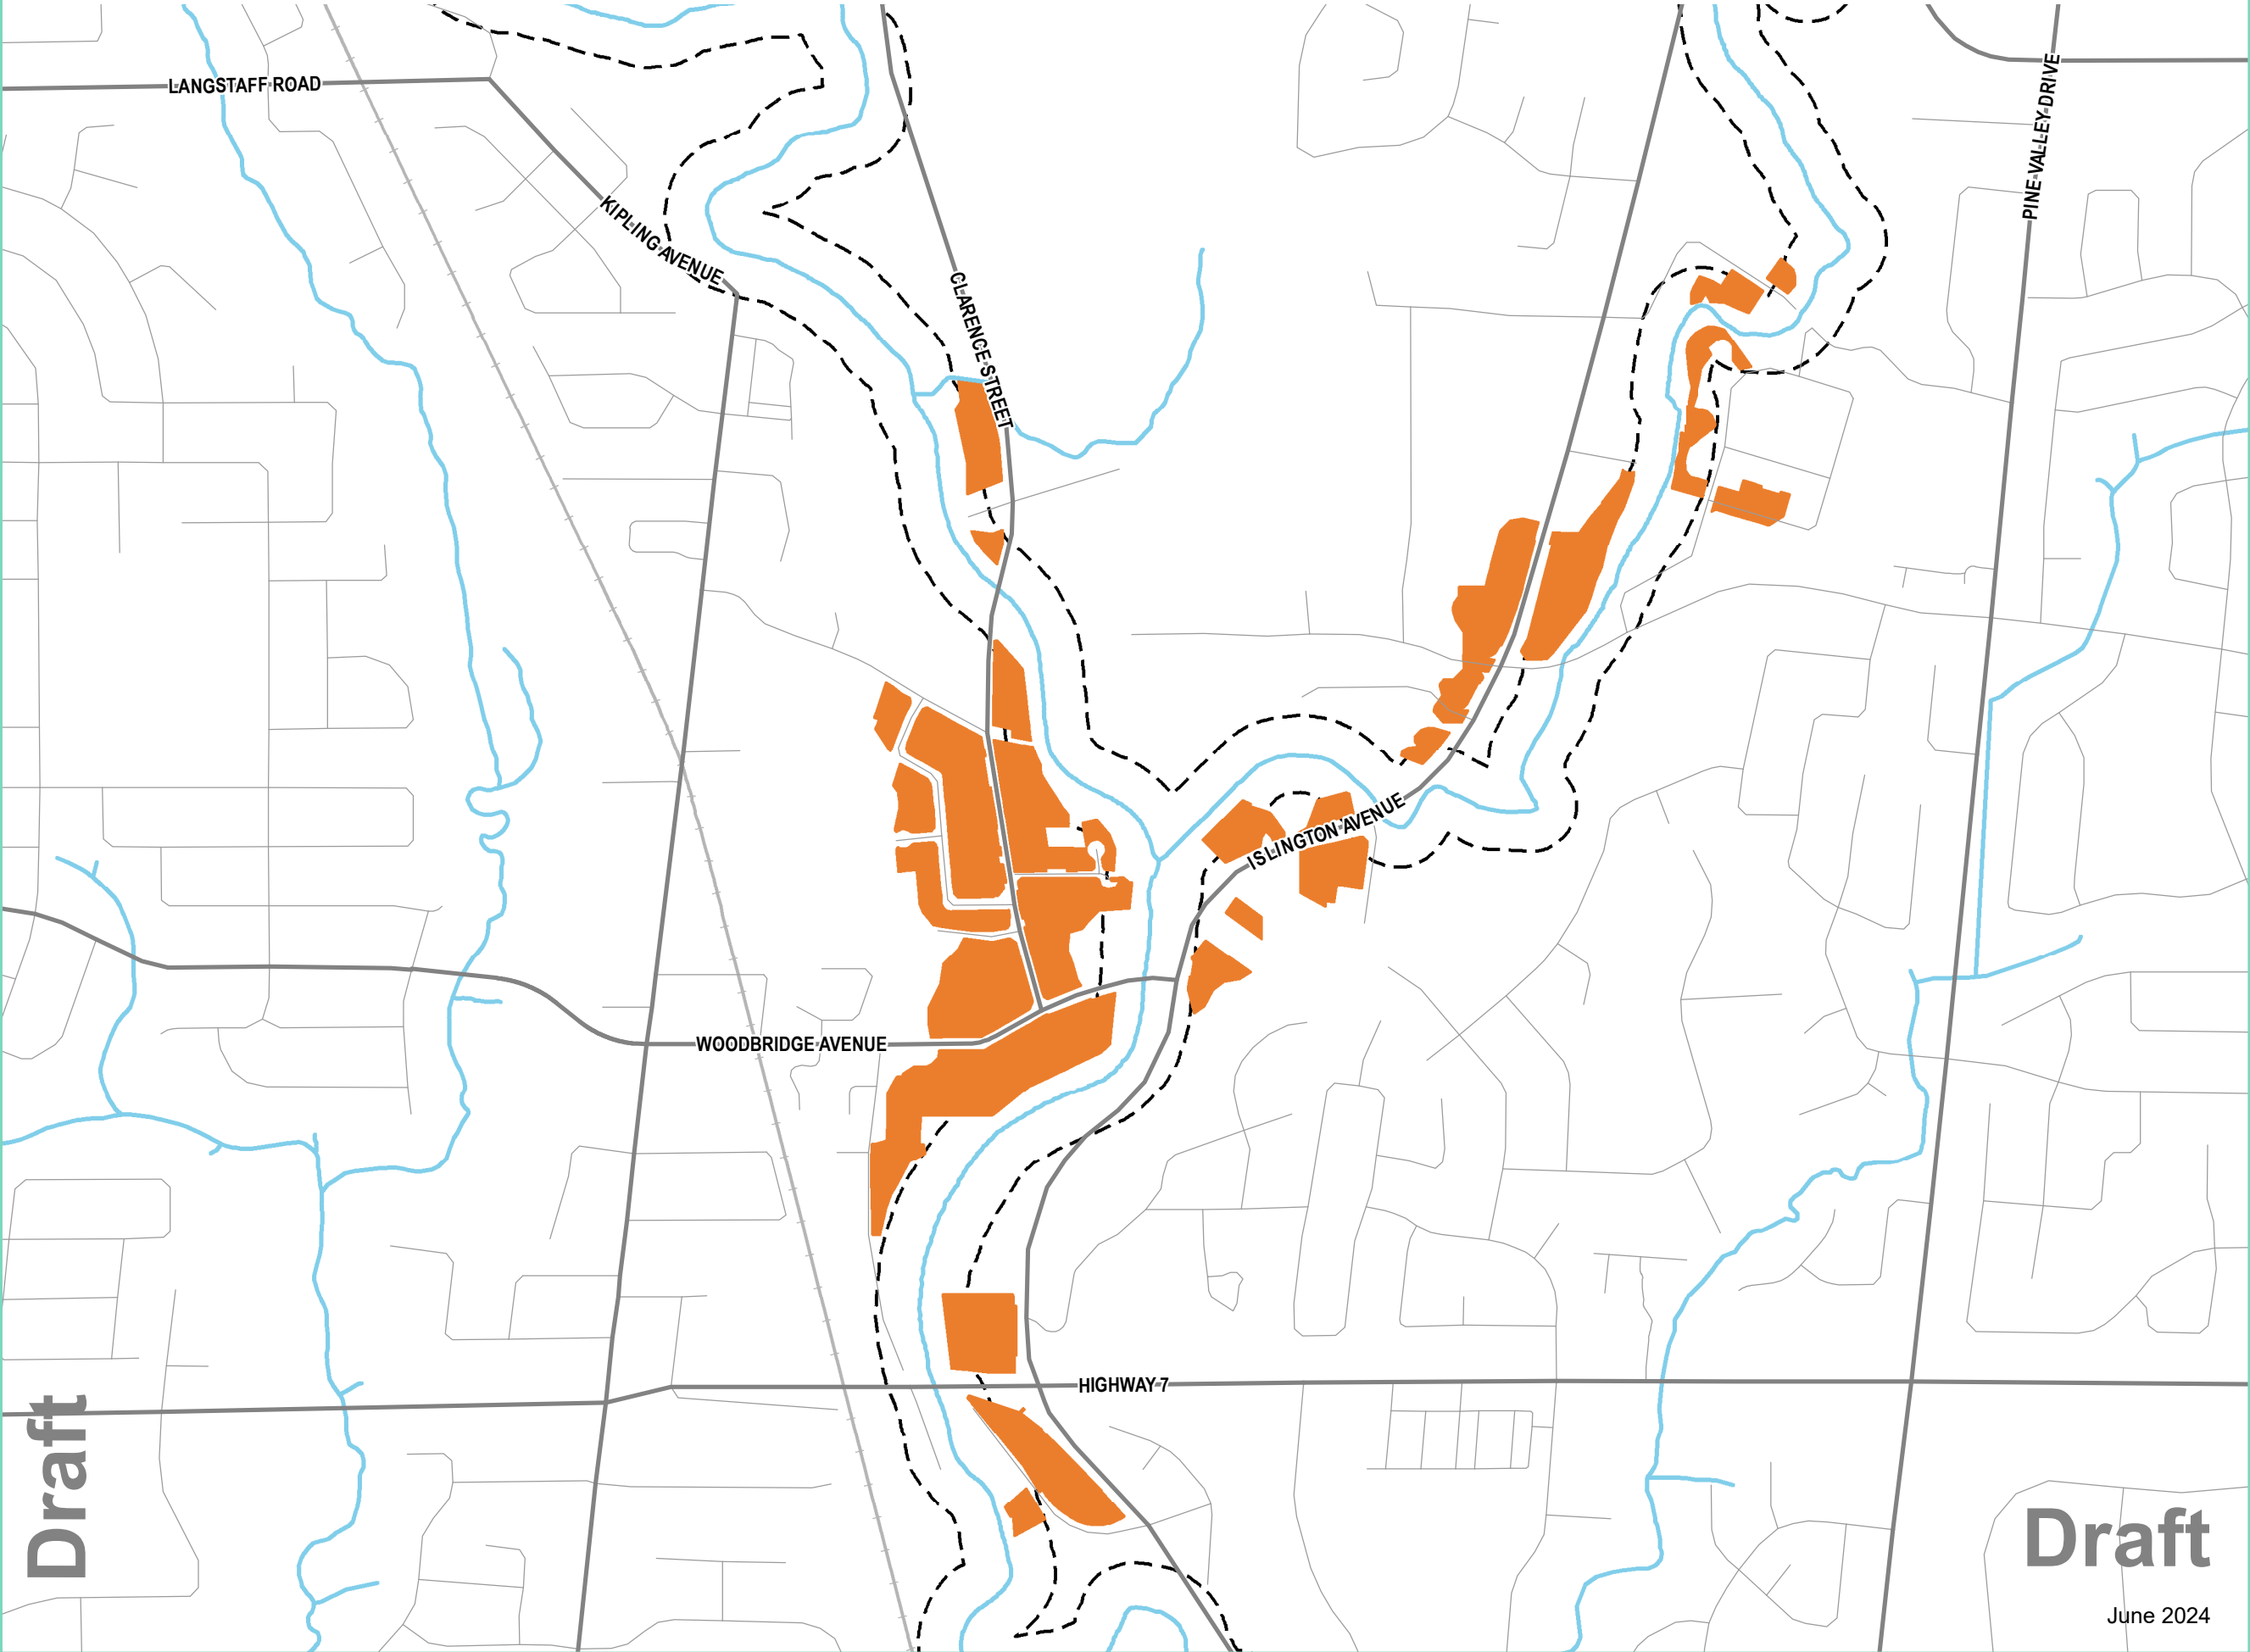 LANGSTAFF ROAD
PINE VALLEY DRIVE
KIPLING AVENUE
CLARENCE STREET
ISLINGTON AVENUE
WOODBRIDGE AVENUE
HIGHWAY 7
Draft
Draft
June 2024